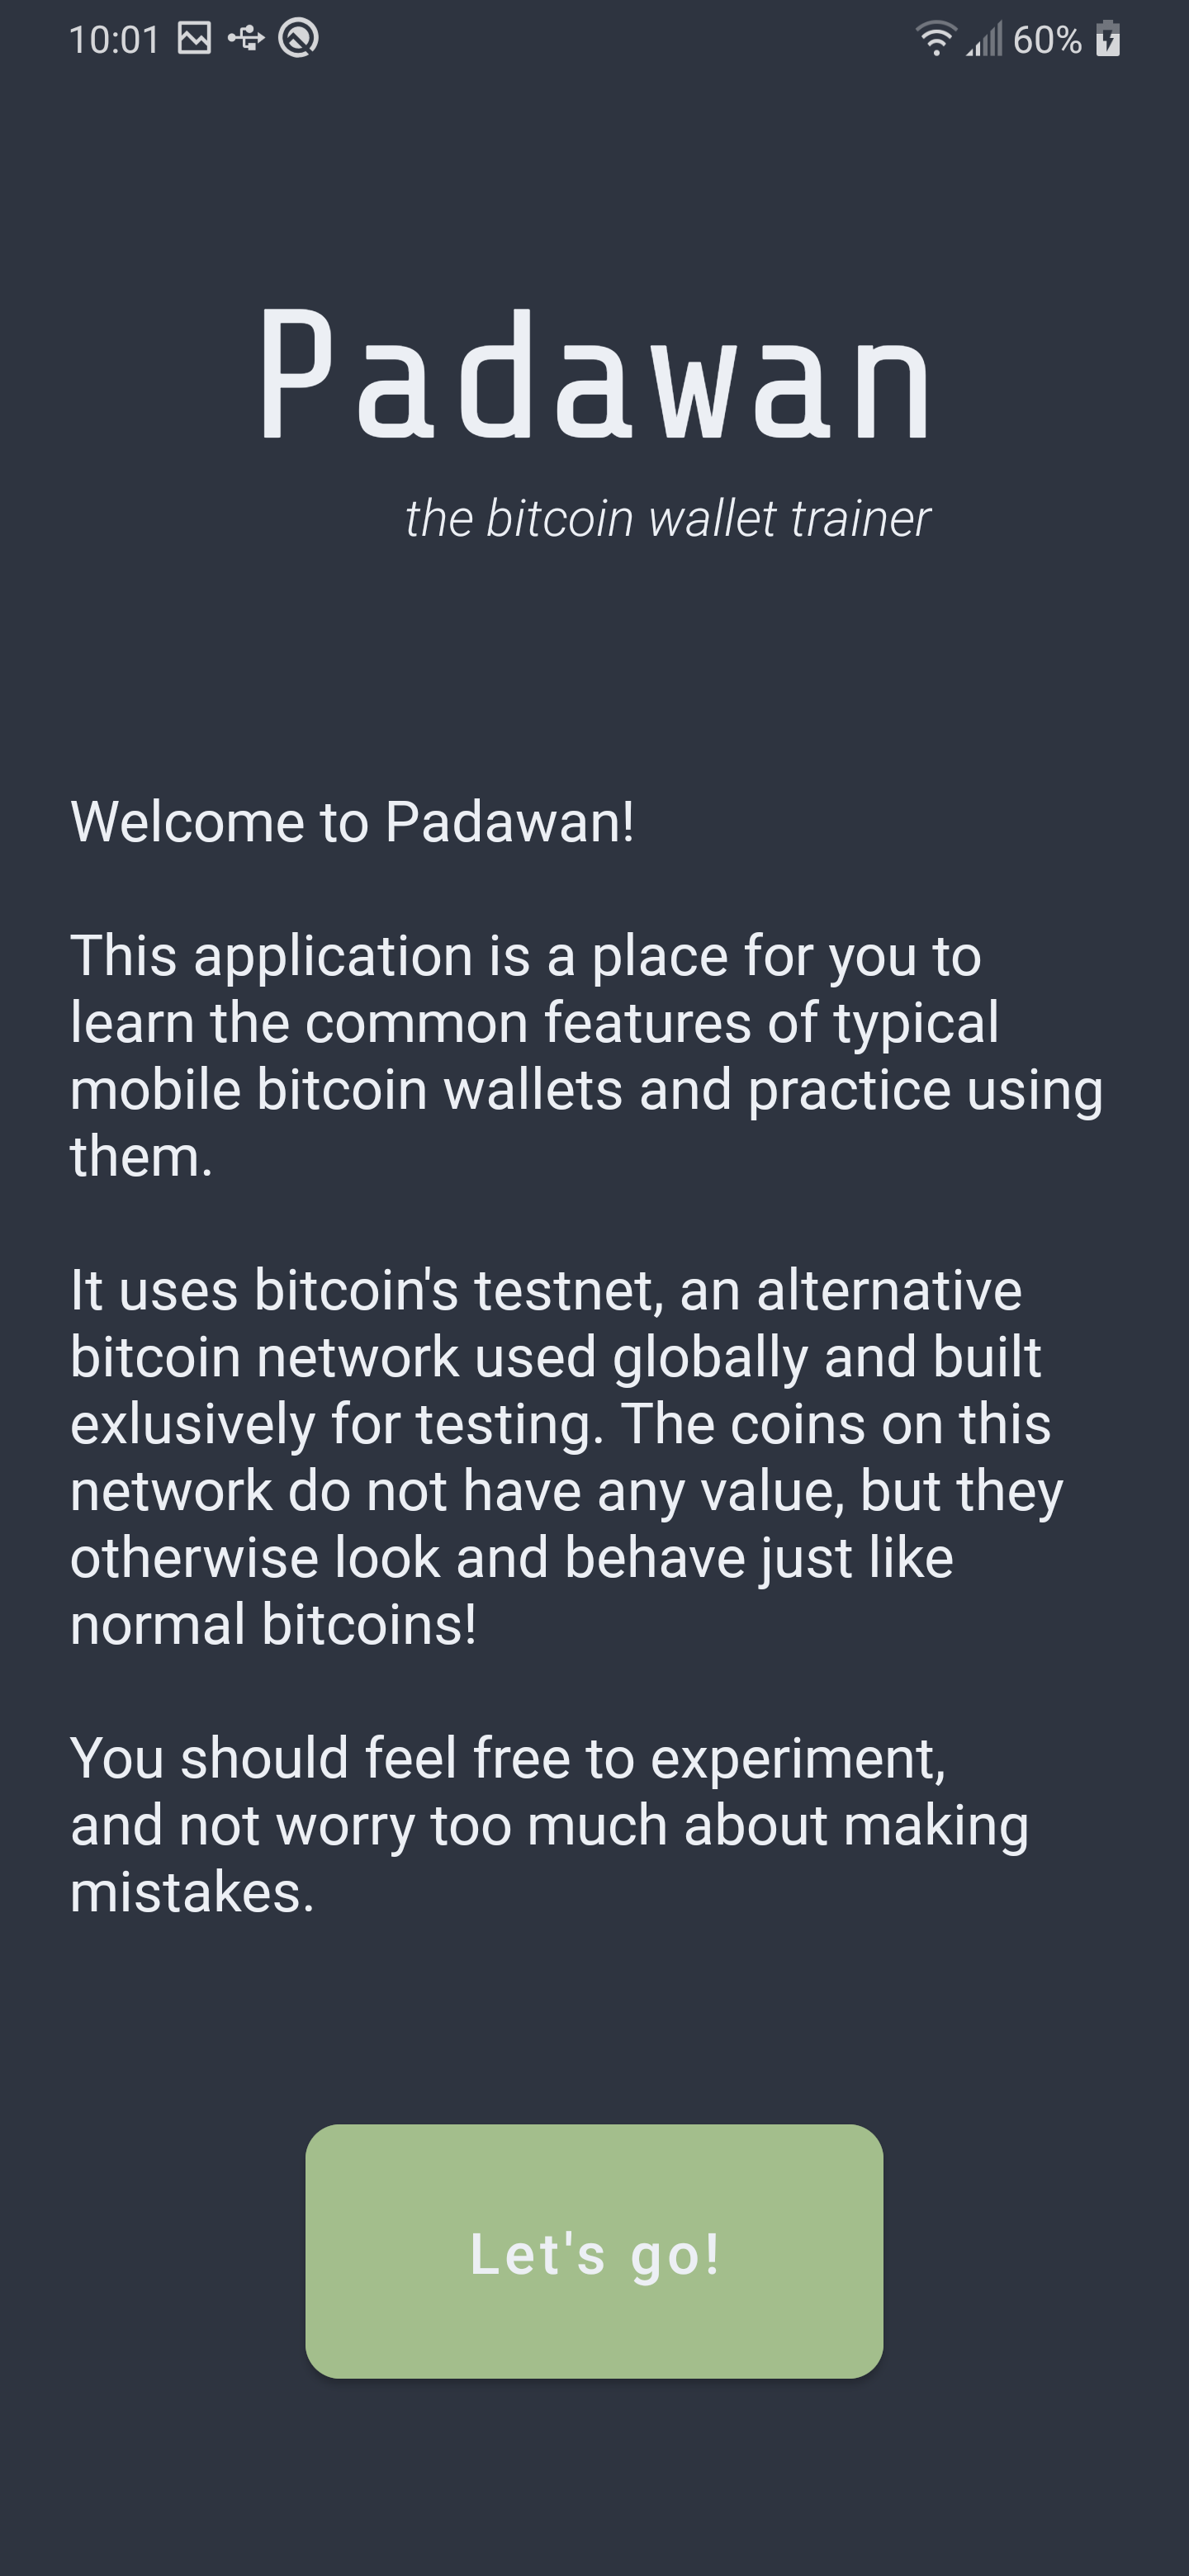 10:01 60%
Padawan
the bitcoin wallet trainer
Welcome to Padawan!
This application is a place for you to
learn the common features of typical
mobile bitcoin wallets and practice using
them.
It uses bitcoin's testnet, an alternative
bitcoin network used globally and built
exlusively for testing. The coins on this
network do not have any value, but they
otherwise look and behave just like
normal bitcoins!
You should feel free to experiment,
and not worry too much about making
mistakes.
Let's go!